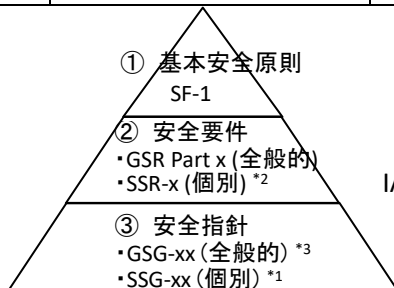 ① 基本安全原則
SF-1
② 安全要件
・GSR Part x (全般的)
・SSR-x (個別) *2
③ 安全指針
・GSG-xx (全般的) *3
・SSG-xx (個別) *1